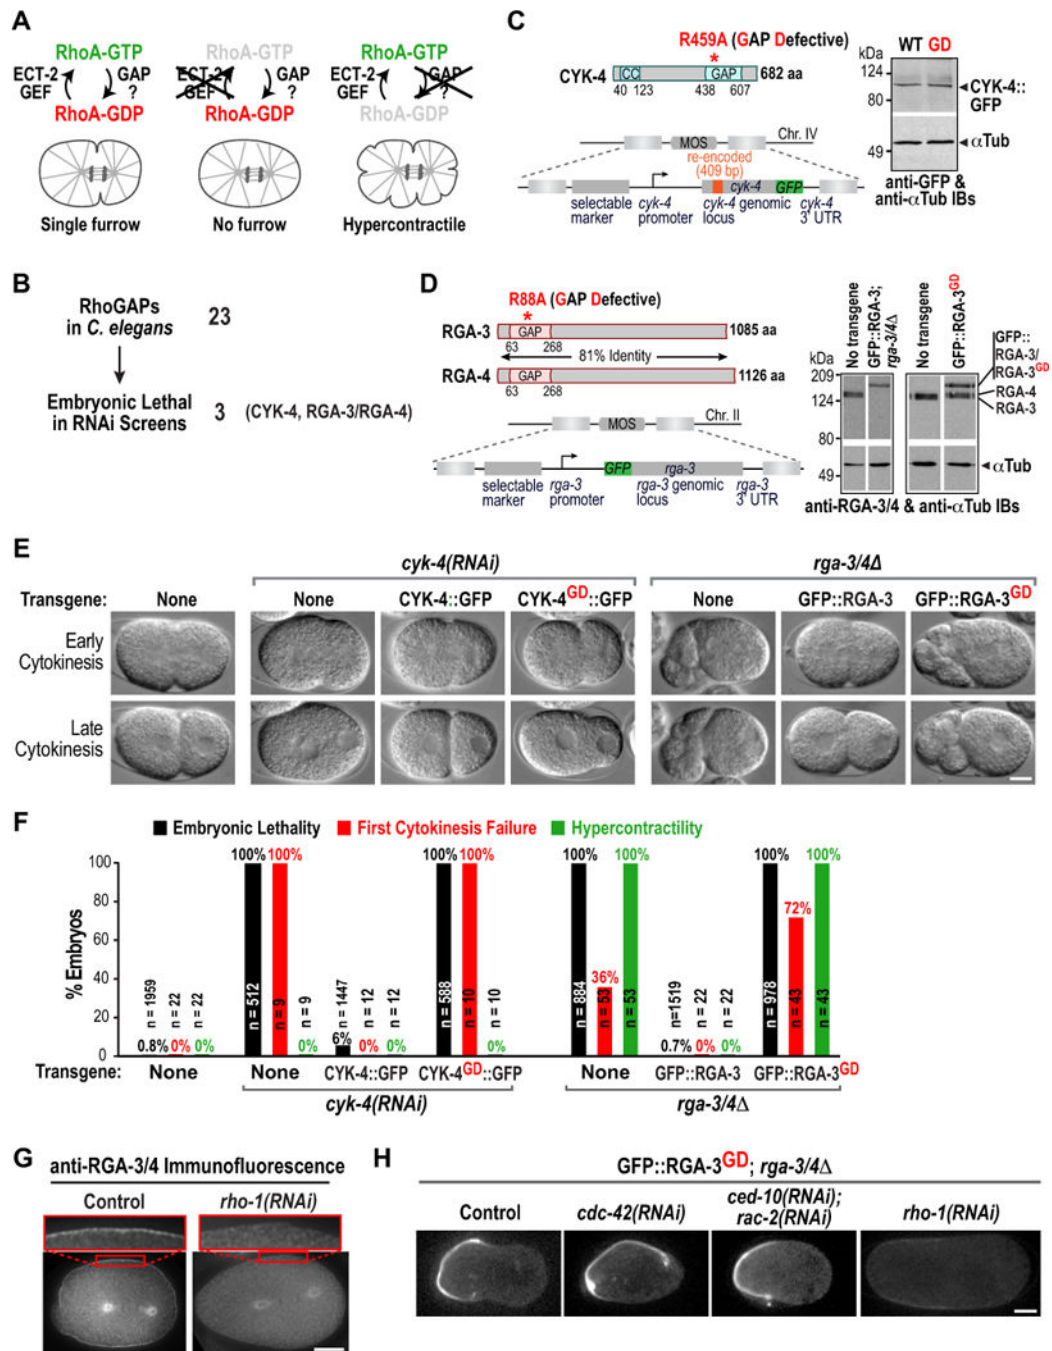 A
RhoA-GTP
ECT-2
GEF
GAP
?
RhoA-GDP
Single furrow
RhoA-GTP
ECT-2
GEF
GAP
?
RhoA-GDP
No furrow
RhoA-GTP
ECT-2
GEF
GAP
?
RhoA-GDP
Hypercontractile
B
RhoGAPs
in C. elegans
23
Embryonic Lethal
in RNAi Screens
3 (CYK-4, RGA-3/RGA-4)
C
R459A (GAP Defective)
*
CYK-4
CC
GAP
682 aa
40 123
438 607
MOS
Chr. IV
re-encoded
(409 bp)
cyk-4
GFP
selectable
marker
cyk-4
promoter
cyk-4 genomic
locus
cyk-4
3' UTR
kDa
WT GD
124
80
49
CYK-4::
GFP
αTub
anti-GFP &
anti-αTub IBs
D
R88A (GAP Defective)
*
RGA-3
GAP
1085 aa
63 268
81% Identity
RGA-4
GAP
1126 aa
63 268
MOS
Chr. II
GFP
rga-3
selectable
marker
rga-3
promoter
rga-3 genomic
locus
rga-3
3' UTR
kDa
209
124
80
49
No transgene
GFP::RGA-3;
rga-3/4Δ
No transgene
GFP::RGA-3GD
GFP::
RGA-3/
RGA-3GD
RGA-4
RGA-3
αTub
anti-RGA-3/4 & anti-αTub IBs
E
cyk-4(RNAi)
rga-3/4Δ
Transgene: None None CYK-4::GFP CYK-4GD::GFP None GFP::RGA-3 GFP::RGA-3GD
Early
Cytokinesis
Late
Cytokinesis
F
Embryonic Lethality First Cytokinesis Failure Hypercontractility
% Embryos
100
80
60
40
20
0
n = 1959
n = 22
n = 22
0.8% 0% 0%
100% 100%
n = 512
n = 9
n = 9
0%
n = 1447
n = 12
n = 12
6% 0% 0%
100% 100%
n = 588
n = 10
n = 10
0%
100% 36% 100%
n = 884
n = 53
n = 53
n=1519
n = 22
n = 22
0.7% 0% 0%
100% 72% 100%
n = 978
n = 43
n = 43
Transgene: None None CYK-4::GFP CYK-4GD::GFP None GFP::RGA-3 GFP::RGA-3GD
cyk-4(RNAi)
rga-3/4Δ
G
anti-RGA-3/4 Immunofluorescence
Control rho-1(RNAi)
H
GFP::RGA-3GD; rga-3/4Δ
Control
cdc-42(RNAi)
ced-10(RNAi);
rac-2(RNAi)
rho-1(RNAi)